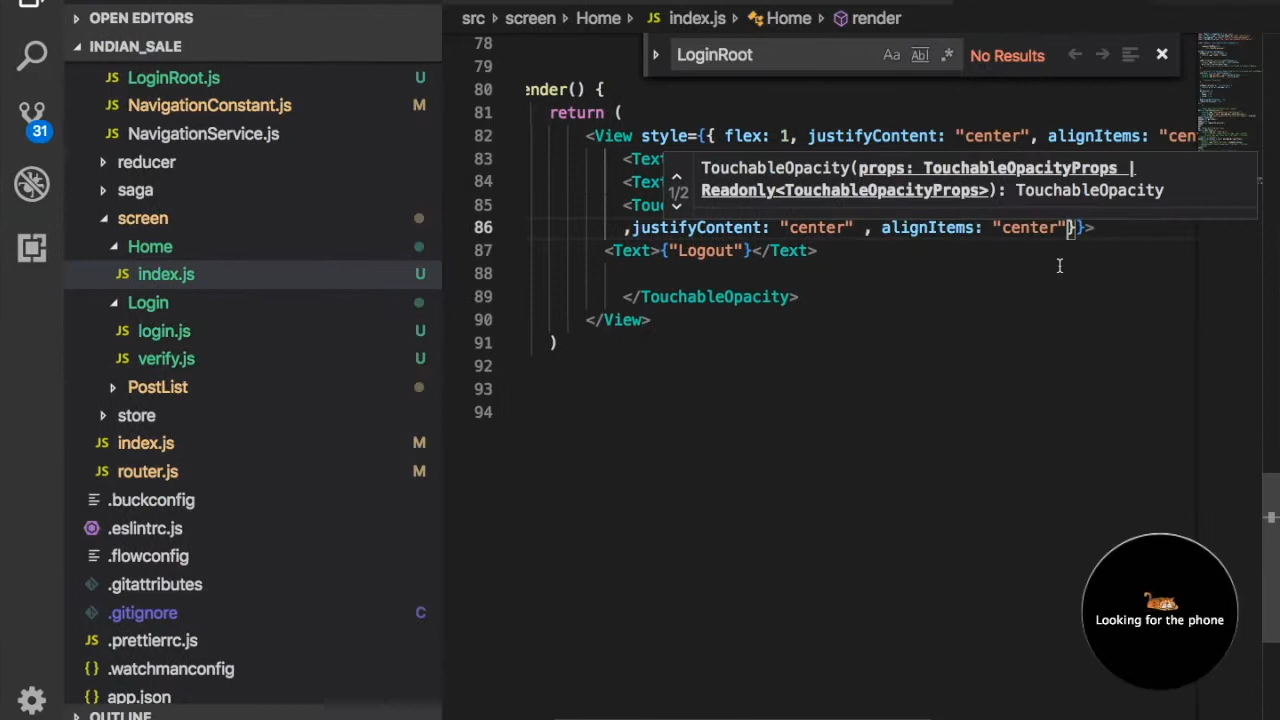 OPEN EDITORS
INDIAN_SALE
LoginRoot.js U
NavigationConstant.js M
NavigationService.js
reducer
saga
screen
Home
index.js U
Login
login.js U
verify.js U
PostList
store
index.js M
router.js M
.buckconfig
.eslintrc.js
.flowconfig
.gitattributes
.gitignore C
.prettierrc.js
.watchmanconfig
app.json
OUTLINE
31
src screen Home JS index.js Home render
LoginRoot Aa Abl .* No Results
78
79
80 ender() {
81 return (
82 <View style={{ flex: 1, justifyContent: "center", alignItems: "cen
83 <Text
84 <Text
85 <Tou
TouchableOpacity(props: TouchableOpacityProps |
1/2 Readonly<TouchableOpacityProps>): TouchableOpacity
86 ,justifyContent: "center" , alignItems: "center"}}>
87 <Text>{"Logout"}</Text>
88
89 </TouchableOpacity>
90 </View>
91 )
92
93
94
Looking for the phone